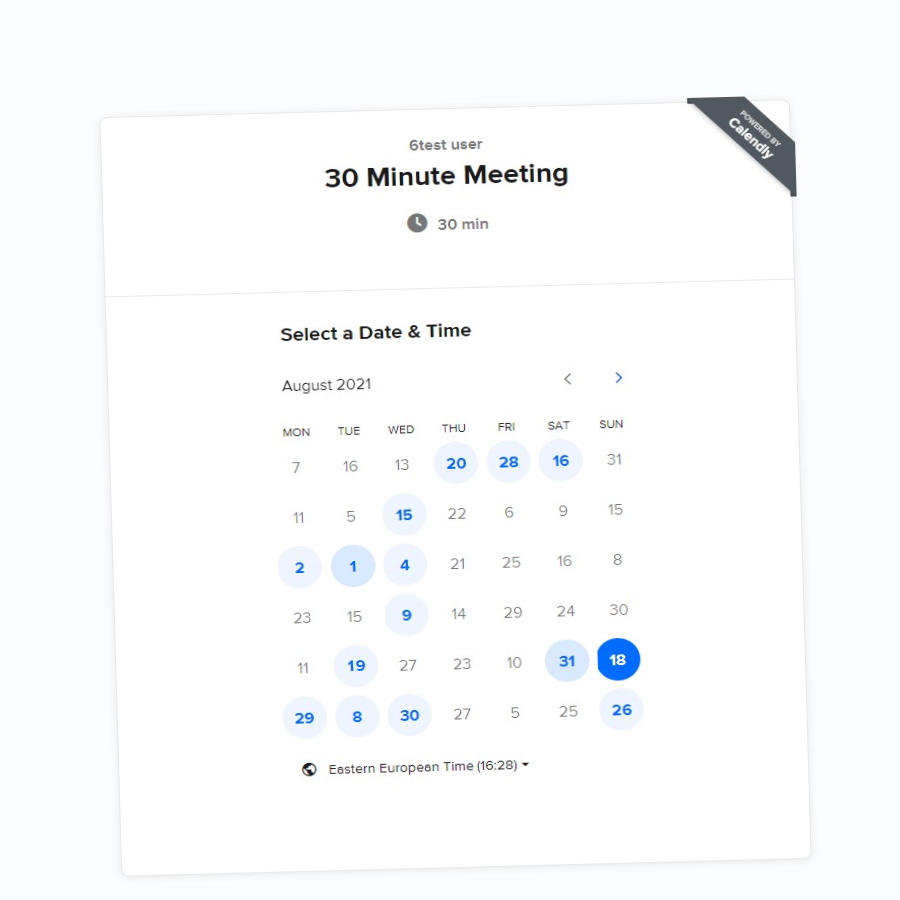 POWERED BY
Calendly
6test user
30 Minute Meeting
30 min
Select a Date & Time
August 2021
MON TUE WED THU FRI SAT SUN
7 16 13 20 28 16 31
11 5 15 22 6 9 15
2 1 4 21 25 16 8
23 15 9 14 29 24 30
11 19 27 23 10 31 18
29 8 30 27 5 25 26
Eastern European Time (16:28)